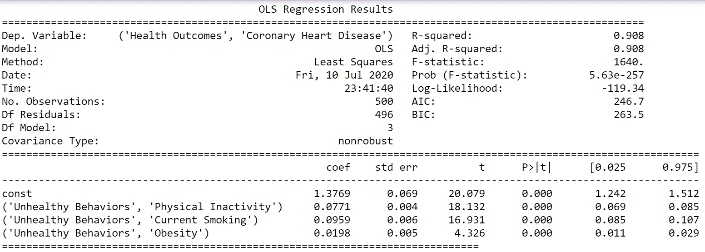 OLS Regression Results
==============================================================================
Dep. Variable: ('Health Outcomes', 'Coronary Heart Disease') R-squared: 0.908
Model: OLS Adj. R-squared: 0.908
Method: Least Squares F-statistic: 1640.
Date: Fri, 10 Jul 2020 Prob (F-statistic): 5.63e-257
Time: 23:41:40 Log-Likelihood: -119.34
No. Observations: 500 AIC: 246.7
Df Residuals: 496 BIC: 263.5
Df Model: 3
Covariance Type: nonrobust
==============================================================================
coef std err t P>|t| [0.025 0.975]
------------------------------------------------------------------------------
const 1.3769 0.069 20.079 0.000 1.242 1.512
('Unhealthy Behaviors', 'Physical Inactivity') 0.0771 0.004 18.132 0.000 0.069 0.085
('Unhealthy Behaviors', 'Current Smoking') 0.0959 0.006 16.931 0.000 0.085 0.107
('Unhealthy Behaviors', 'Obesity') 0.0198 0.005 4.326 0.000 0.011 0.029
==============================================================================